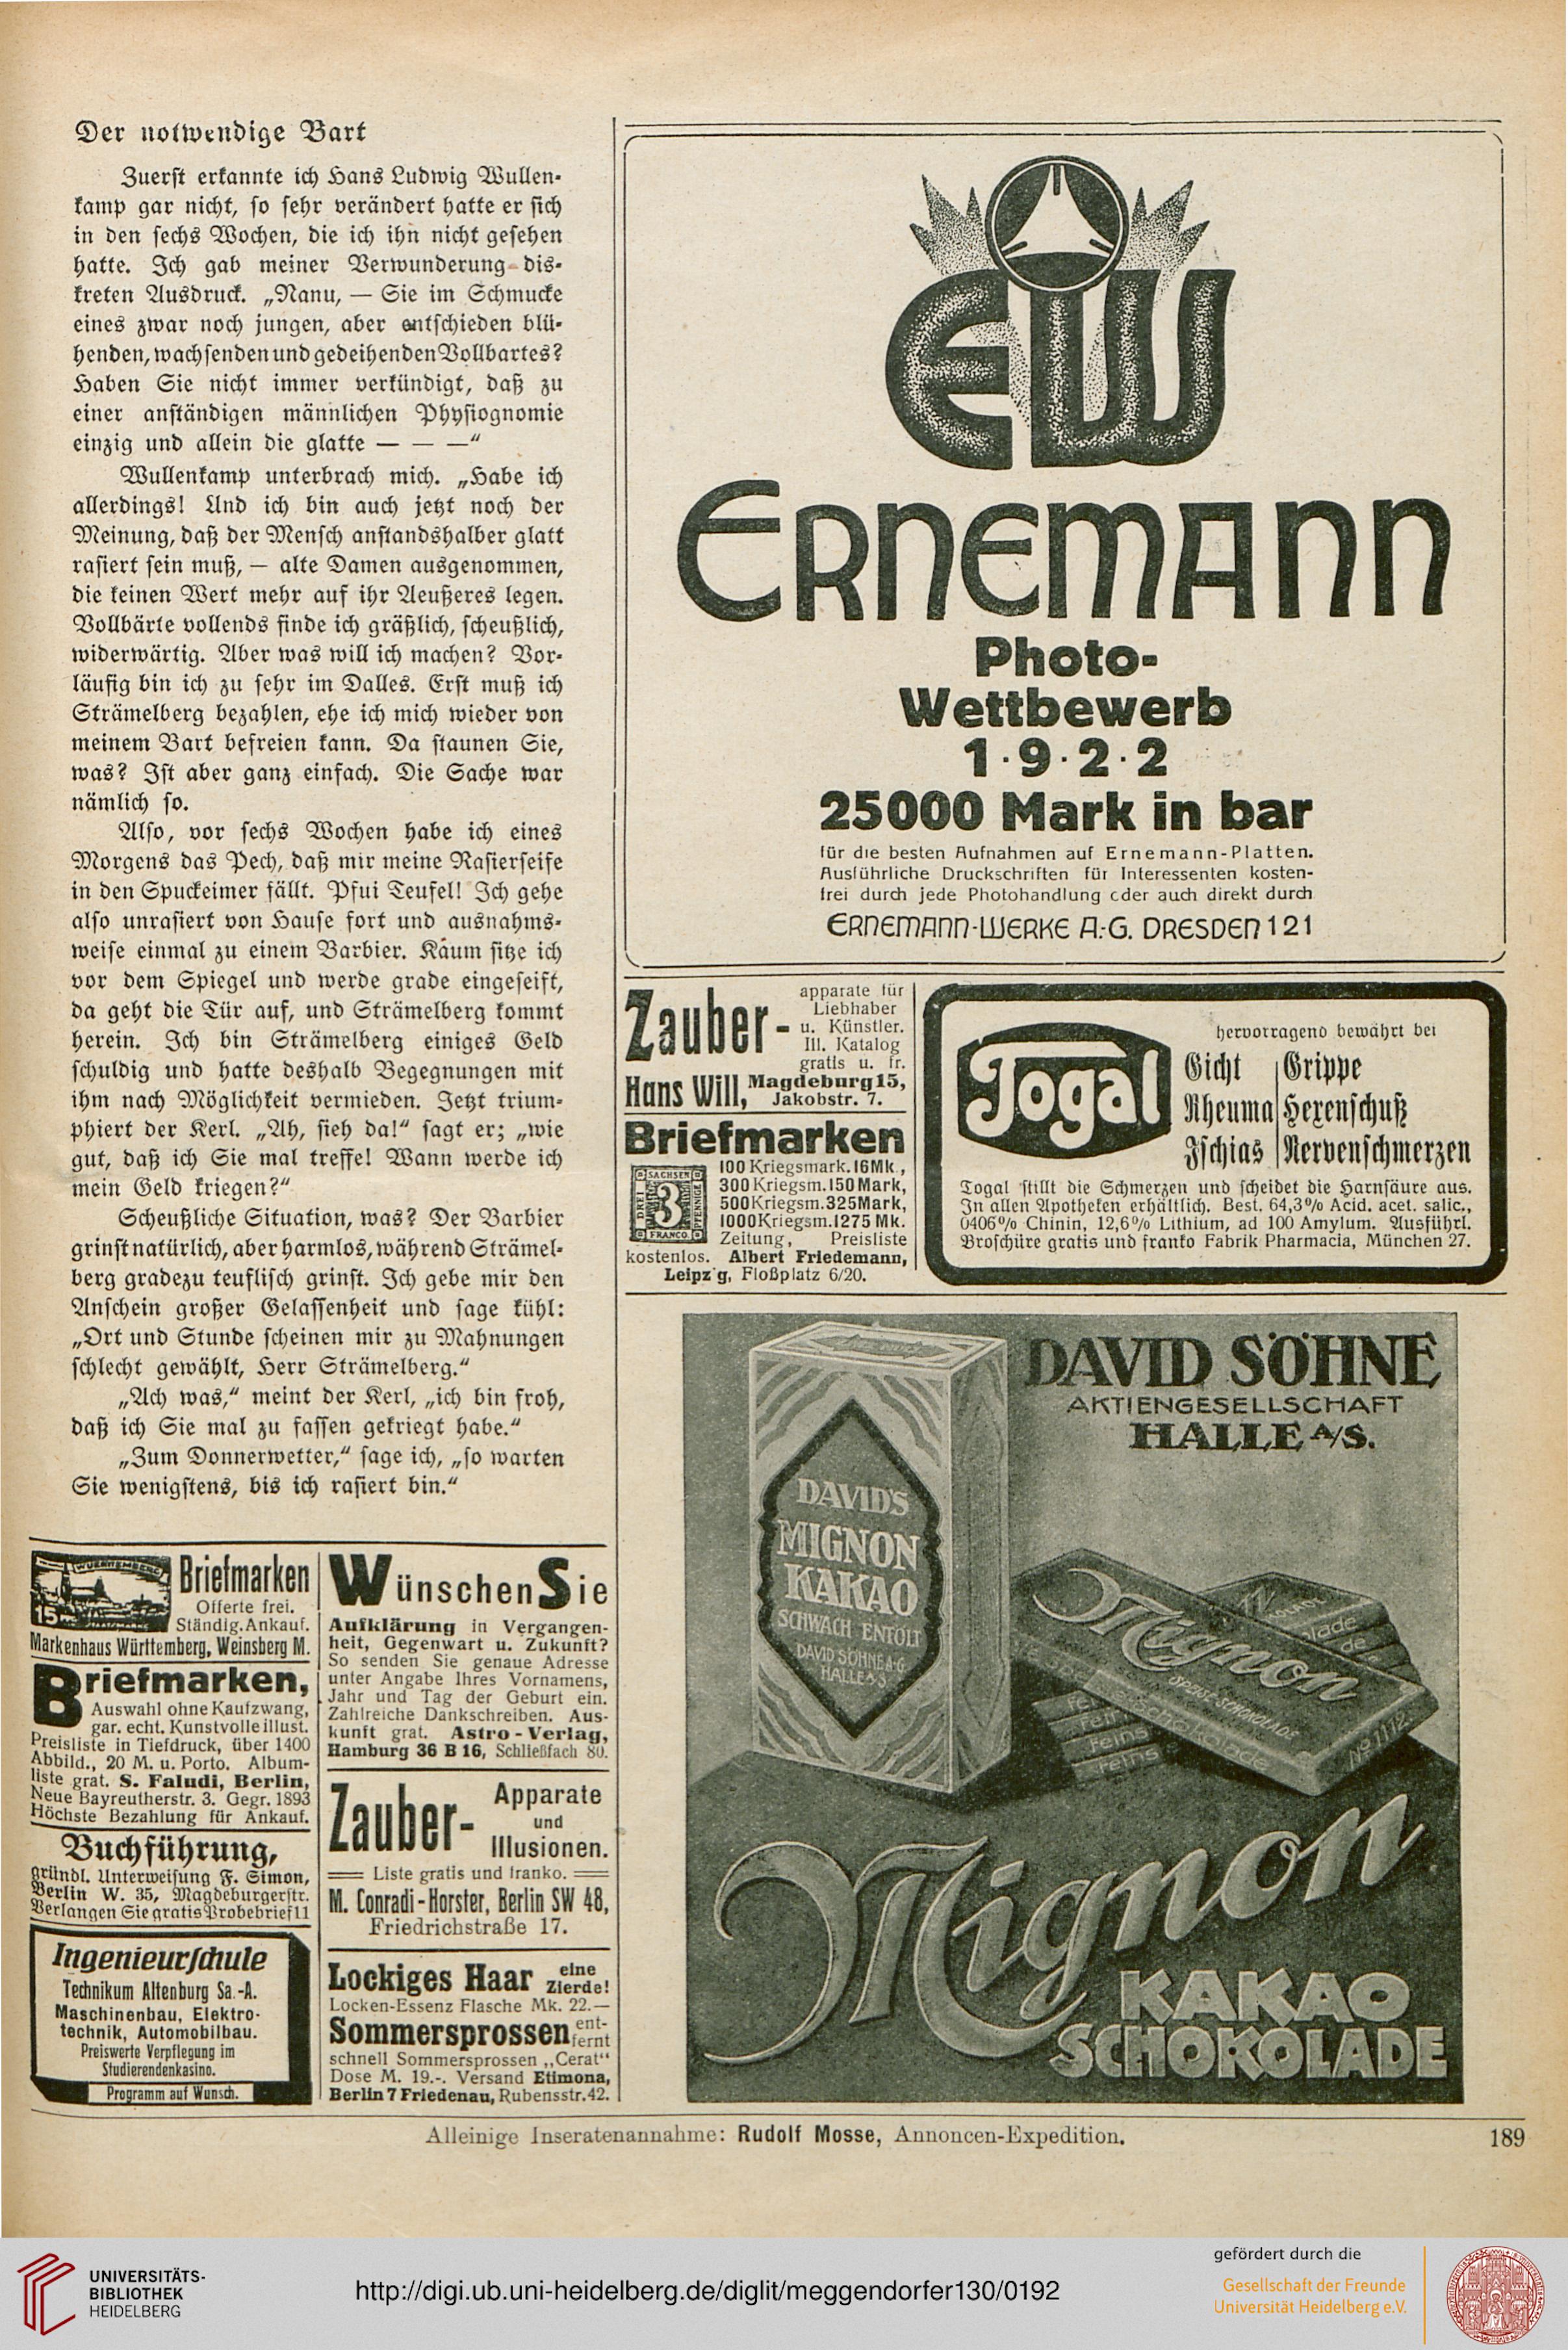 Der notwendige Bart
Zuerst erkannte ich Hans Ludwig Wullen-
kamp gar nicht, so sehr verändert hatte er sich
in den sechs Wochen, die ich ihn nicht gesehen
hatte. Ich gab meiner Verwunderung dis-
kreten Ausdruck. „Nanu, — Sie im Schmucke
eines zwar noch jungen, aber entschieden blü-
henden, wachsenden und gedeihenden Vollbartes?
Haben Sie nicht immer verkündigt, daß zu
einer anständigen männlichen Physiognomie
einzig und allein die glatte — — —“
Wullenkamp unterbrach mich. „Habe ich
allerdings! Und ich bin auch jetzt noch der
Meinung, daß der Mensch anstandshalber glatt
rasiert sein muß, — alte Damen ausgenommen,
die keinen Wert mehr auf ihr Aeußeres legen.
Vollbärte vollends finde ich gräßlich, scheußlich,
widerwärtig. Aber was will ich machen? Vor-
läufig bin ich zu sehr im Dalles. Erst muß ich
Strämelberg bezahlen, ehe ich mich wieder von
meinem Bart befreien kann. Da staunen Sie,
was? Ist aber ganz einfach. Die Sache war
nämlich so.
Also, vor sechs Wochen habe ich eines
Morgens das Pech, daß mir meine Rasierseife
in den Spuckeimer fällt. Pfui Teufel! Ich gehe
also unrasiert von Hause fort und ausnahms-
weise einmal zu einem Barbier. Kaum sitze ich
vor dem Spiegel und werde grade eingeseift,
da geht die Tür auf, und Strämelberg kommt
herein. Ich bin Strämelberg einiges Geld
schuldig und hatte deshalb Begegnungen mit
ihm nach Möglichkeit vermieden. Jetzt trium-
phiert der Kerl. „Ah, sieh da!“ sagt er; „wie
gut, daß ich Sie mal treffe! Wann werde ich
mein Geld kriegen?“
Scheußliche Situation, was? Der Barbier
grinst natürlich, aber harmlos, während Strämel-
berg gradezu teuflisch grinst. Ich gebe mir den
Anschein großer Gelassenheit und sage kühl:
„Ort und Stunde scheinen mir zu Mahnungen
schlecht gewählt, Herr Strämelberg.“
„Ach was,“ meint der Kerl, „ich bin froh,
daß ich Sie mal zu fassen gekriegt habe.“
„Zum Donnerwetter,“ sage ich, „so warten
Sie wenigstens, bis ich rasiert bin.“
WUERTTEMBERG
15
Briefmarken
Offerte frei.
Ständig. Ankauf.
Markenhaus Württemberg, Weinsberg M.
Briefmarken,
Auswahl ohne Kaufzwang,
gar. echt. Kunstvolle illust.
Preisliste in Tiefdruck, über 1400
Abbild., 20 M. u. Porto. Album-
liste grat. S. Faludi, Berlin,
Neue Bayreutherstr. 3. Gegr. 1893
Höchste Bezahlung für Ankauf.
Buchführung,
gründl. Unterweisung F. Simon,
Berlin W. 35, Magdeburgerstr.
Verlangen Sie gratis Probebrief 11
Ingenieurschule
Technikum Altenburg Sa.-A.
Maschinenbau, Elektro-
technik, Automobilbau.
Preiswerte Verpflegung im
Studierendenkasino.
Programm auf Wunsch.
Wünschen Sie
Aufklärung in Vergangen-
heit, Gegenwart u. Zukunft?
So senden Sie genaue Adresse
unter Angabe Ihres Vornamens,
Jahr und Tag der Geburt ein.
Zahlreiche Dankschreiben. Aus-
kunft grat. Astro-Verlag,
Hamburg 36 B 16, Schließfach 80.
Zauber-
Apparate
und
Illusionen.
Liste gratis und franko.
M. Conradi-Horster, Berlin SW 48,
Friedrichstraße 17.
Lockiges Haar eine Zierde!
Locken-Essenz Flasche Mk. 22.—
Sommersprossen ent-
fernt
schnell Sommersprossen „Cerat“
Dose M. 19.-. Versand Etimona,
Berlin 7 Friedenau, Rubensstr. 42.
EW
ERNEMANN
Photo-
Wettbewerb
1·9·2·2
25000 Mark in bar
für die besten Aufnahmen auf Ernemann-Platten.
Ausführliche Druckschriften für Interessenten kosten-
frei durch jede Photohandlung oder auch direkt durch
ERNEMANN-WERKE A.-G. DRESDEN 121
Zauber-
apparate für
Liebhaber
u. Künstler.
Ill. Katalog
gratis u. fr.
Hans Will, Magdeburg 15,
Jakobstr. 7.
Briefmarken
SACHSEN
DREI
3
PFENNIGE
FRANCO
100 Kriegsmark. 16 Mk.,
300 Kriegsm. 150 Mark,
500 Kriegsm. 325 Mark,
1000 Kriegsm. 1275 Mk.
Zeitung, Preisliste
kostenlos. Albert Friedemann,
Leipzig, Floßplatz 6/20.
Togal
hervorragend bewährt bei
Gicht Grippe
Rheuma Hexenschuß
Ischias Nervenschmerzen
Togal stillt die Schmerzen und scheidet die Harnsäure aus.
In allen Apotheken erhältlich. Best. 64,3% Acid. acet. salic.,
0406% Chinin, 12,6% Lithium, ad 100 Amylum. Ausführl.
Broschüre gratis und franko Fabrik Pharmacia, München 27.
DAVID SÖHNE
AKTIENGESELLSCHAFT
HALLE A/S.
DAVID'S
MIGNON
KAKAO
SCHWACH ENTÖLT
DAVID SÖHNE A-G
HALLE A-S
Mignon
SPEISE-SCHOKOLADE
No 1112
Mignon
KAKAO
SCHOKOLADE
Alleinige Inseratenannahme: Rudolf Mosse, Annoncen-Expedition.
189
UNIVERSITÄTS-
BIBLIOTHEK
HEIDELBERG
http://digi.ub.uni-heidelberg.de/diglit/meggendorfer130/0192
gefördert durch die
Gesellschaft der Freunde
Universität Heidelberg e.V.